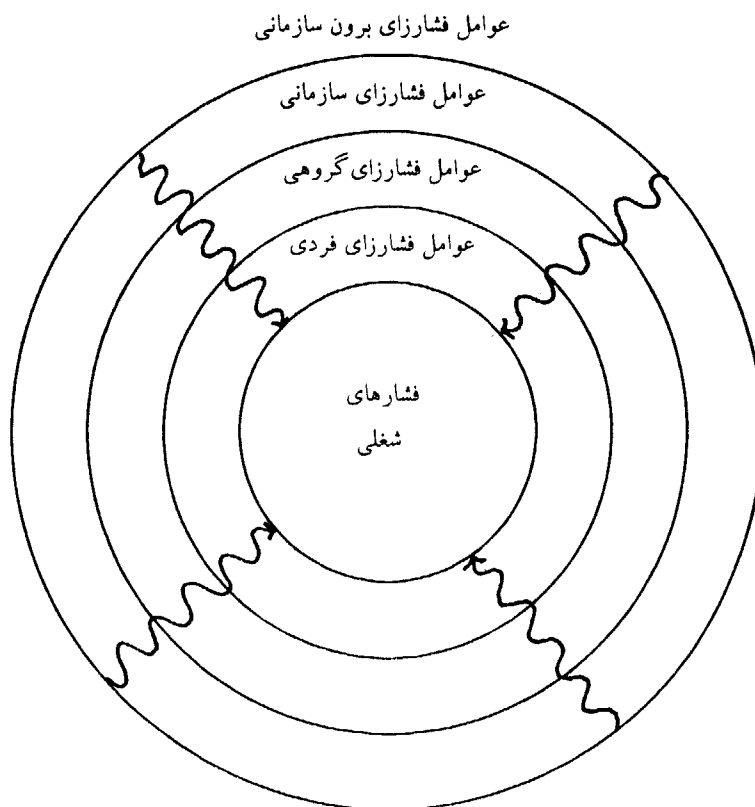 عوامل فشارزای برون سازمانی
عوامل فشارزای سازمانی
عوامل فشارزای گروهی
عوامل فشارزای فردی
فشارهای
شغلی